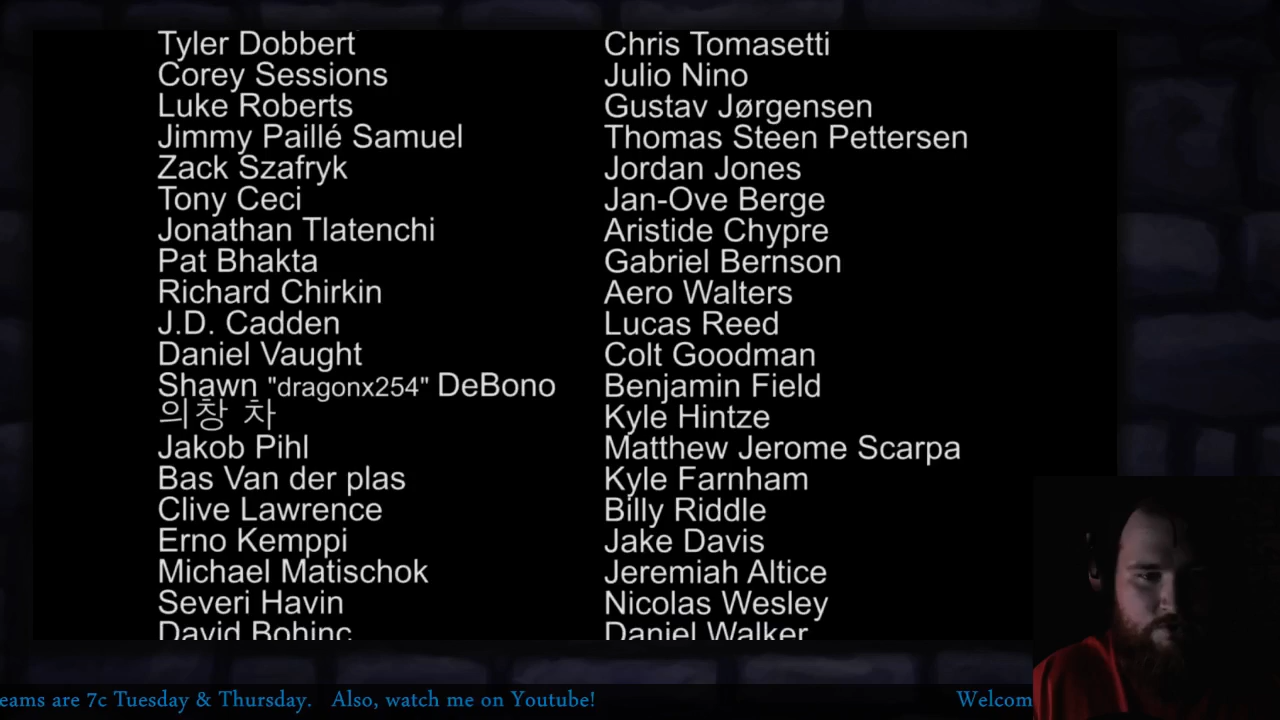 Tyler Dobbert
Corey Sessions
Luke Roberts
Jimmy Paillé Samuel
Zack Szafryk
Tony Ceci
Jonathan Tlatenchi
Pat Bhakta
Richard Chirkin
J.D. Cadden
Daniel Vaught
Shawn "dragonx254" DeBono
의창 차
Jakob Pihl
Bas Van der plas
Clive Lawrence
Erno Kemppi
Michael Matischok
Severi Havin
David Bobinc
Chris Tomasetti
Julio Nino
Gustav Jørgensen
Thomas Steen Pettersen
Jordan Jones
Jan-Ove Berge
Aristide Chypre
Gabriel Bernson
Aero Walters
Lucas Reed
Colt Goodman
Benjamin Field
Kyle Hintze
Matthew Jerome Scarpa
Kyle Farnham
Billy Riddle
Jake Davis
Jeremiah Altice
Nicolas Wesley
Daniel Walker
eams are 7c Tuesday & Thursday. Also, watch me on Youtube! Welcom